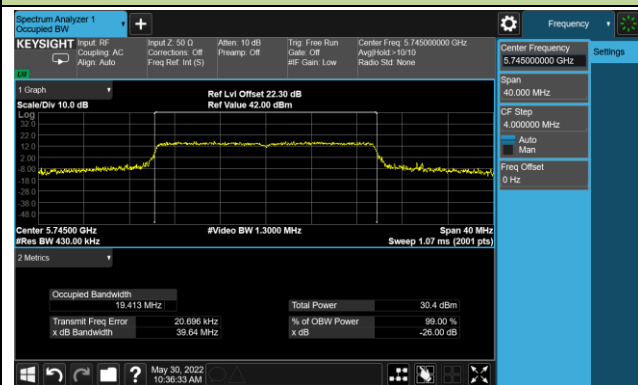 Spectrum Analyzer 1
Occupied BW
Frequency
KEYSIGHT
Input: RF
Coupling: AC
Align: Auto
Input Z: 50 Ω
Corrections: Off
Freq Ref: Int (S)
Atten: 10 dB
Preamp: Off
Trig: Free Run
Gate: Off
#IF Gain: Low
Center Freq: 5.745000000 GHz
Avg|Hold:>10/10
Radio Std: None
1 Graph
Scale/Div 10.0 dB
Ref Lvl Offset 22.30 dB
Ref Value 42.00 dBm
Log
32.0
22.0
12.0
2.00
-8.00
-18.0
-28.0
-38.0
-48.0
Center 5.74500 GHz
#Res BW 430.00 kHz
#Video BW 1.3000 MHz
Span 40 MHz
Sweep 1.07 ms (2001 pts)
2 Metrics
Occupied Bandwidth
19.413 MHz
Transmit Freq Error 20.696 kHz
x dB Bandwidth 39.64 MHz
Total Power 30.4 dBm
% of OBW Power 99.00 %
x dB -26.00 dB
May 30, 2022
10:36:33 AM
Center Frequency
5.745000000 GHz
Span
40.000 MHz
CF Step
4.000000 MHz
Auto
Man
Freq Offset
0 Hz
Settings